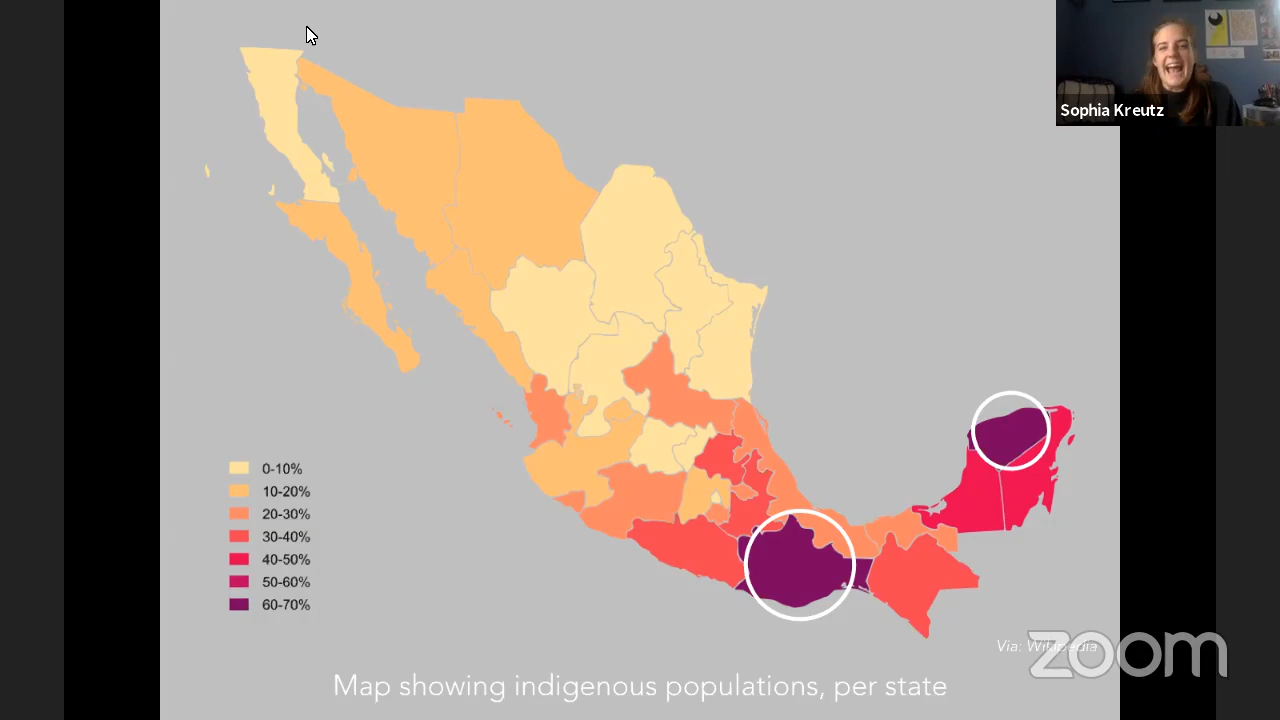 Sophia Kreutz
0-10%
10-20%
20-30%
30-40%
40-50%
50-60%
60-70%
Via: Wikipedia
zoom
Map showing indigenous populations, per state